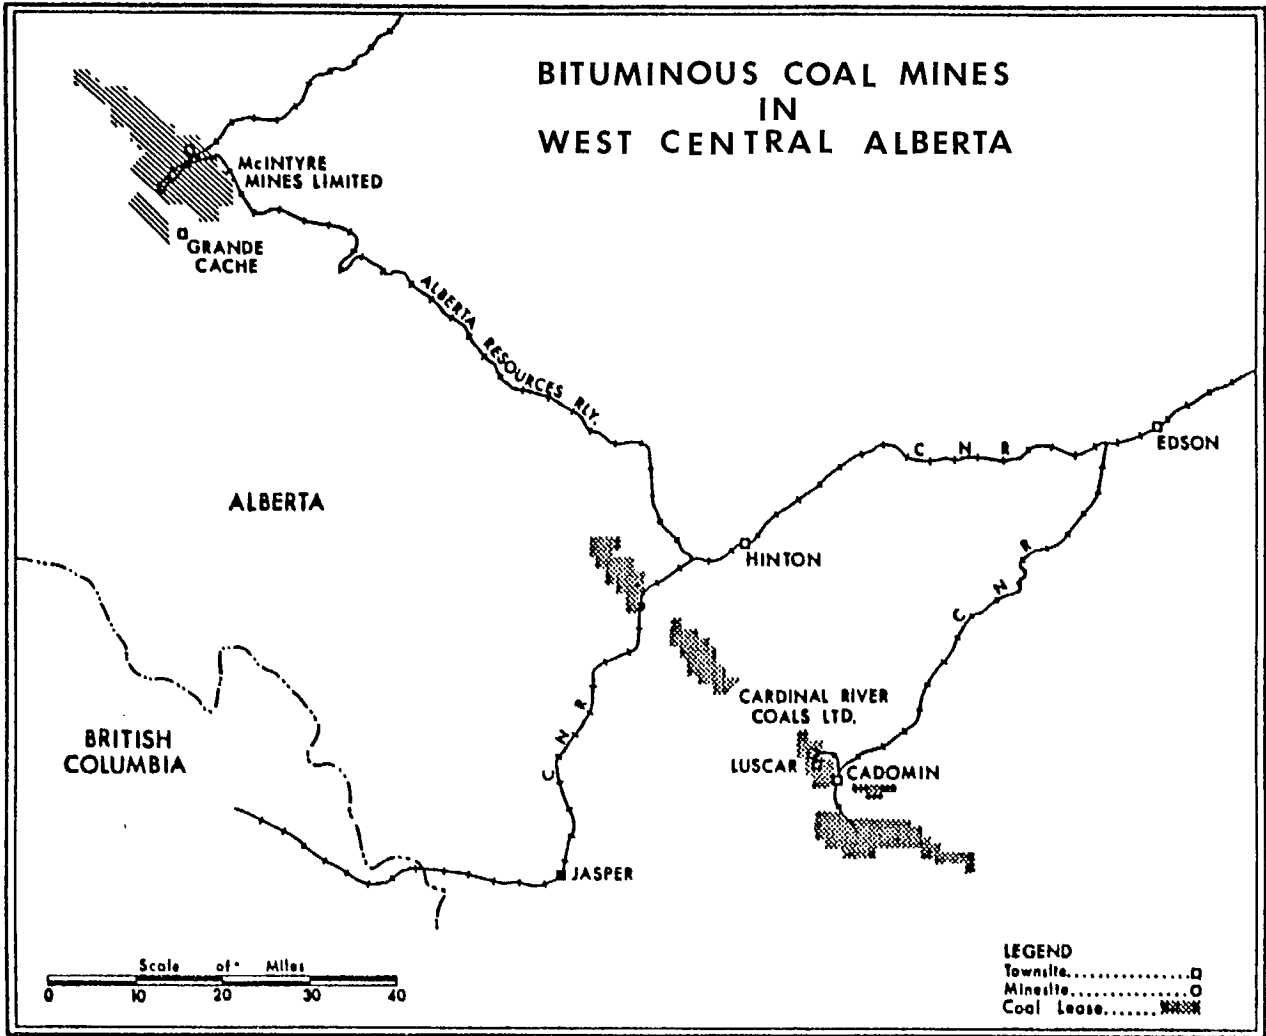 BITUMINOUS COAL MINES
IN
WEST CENTRAL ALBERTA
McINTYRE
MINES LIMITED
GRANDE
CACHE
ALBERTA RESOURCES RLY.
C N R
EDSON
ALBERTA
HINTON
C N R
CARDINAL RIVER
COALS LTD.
C N R
BRITISH
COLUMBIA
LUSCAR
CADOMIN
JASPER
Scale of Miles
0 10 20 30 40
LEGEND
Townsite
Minesite
Coal Lease